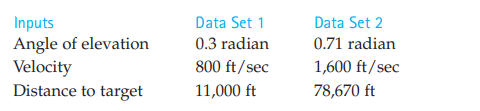 Inputs Data Set 1 Data Set 2
Angle of elevation 0.3 radian 0.71 radian
Velocity 800 ft/sec 1,600 ft/sec
Distance to target 11,000 ft 78,670 ft